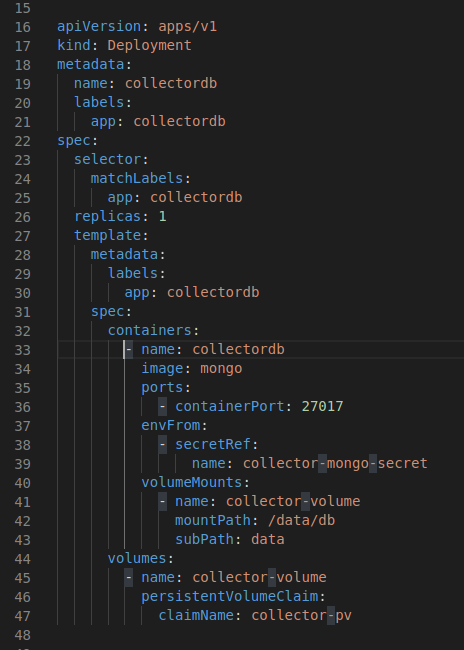 15
16 apiVersion: apps/v1
17 kind: Deployment
18 metadata:
19   name: collectordb
20   labels:
21     app: collectordb
22 spec:
23   selector:
24     matchLabels:
25       app: collectordb
26   replicas: 1
27   template:
28     metadata:
29       labels:
30         app: collectordb
31     spec:
32       containers:
33         - name: collectordb
34           image: mongo
35           ports:
36             - containerPort: 27017
37           envFrom:
38             - secretRef:
39                 name: collector-mongo-secret
40           volumeMounts:
41             - name: collector-volume
42               mountPath: /data/db
43               subPath: data
44       volumes:
45         - name: collector-volume
46           persistentVolumeClaim:
47             claimName: collector-pv
48